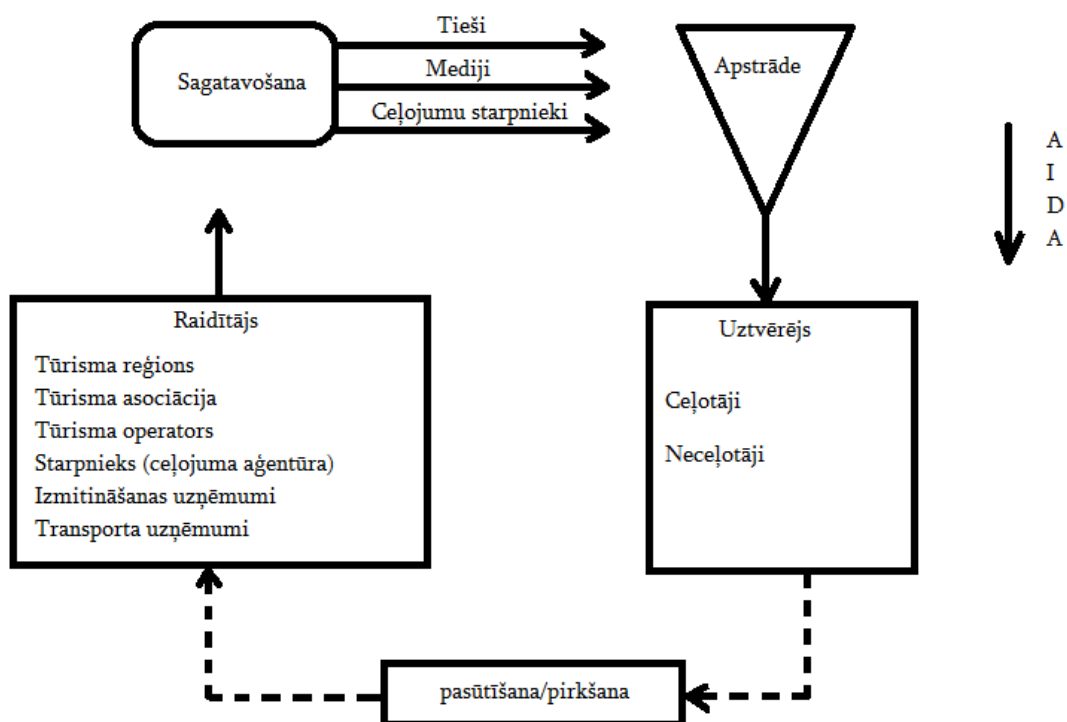 Sagatavošana
Tieši
Mediji
Ceļojumu starpnieki
Apstrāde
A
I
D
A
Raidītājs
Tūrisma reģions
Tūrisma asociācija
Tūrisma operators
Starpnieks (ceļojuma aģentūra)
Izmitināšanas uzņēmumi
Transporta uzņēmumi
Uztvērējs
Ceļotāji
Neceļotāji
pasūtīšana/pirkšana